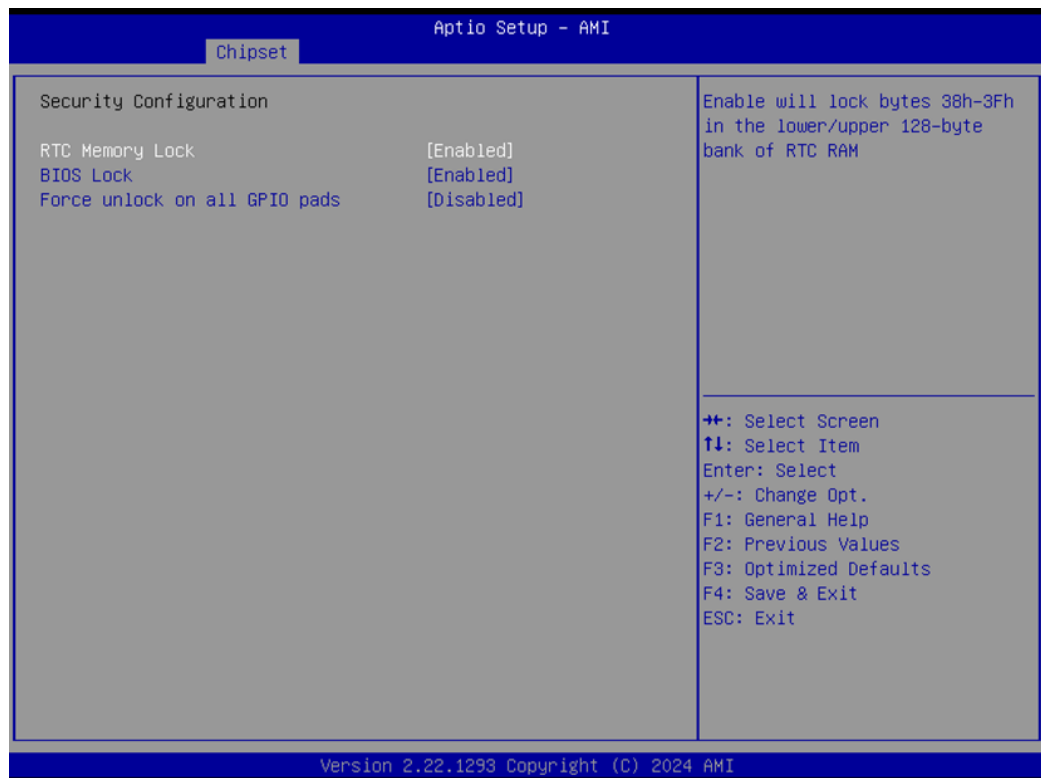 Aptio Setup – AMI
Chipset
Security Configuration
RTC Memory Lock [Enabled]
BIOS Lock [Enabled]
Force unlock on all GPIO pads [Disabled]
Enable will lock bytes 38h-3Fh
in the lower/upper 128-byte
bank of RTC RAM
→←: Select Screen
↑↓: Select Item
Enter: Select
+/-: Change Opt.
F1: General Help
F2: Previous Values
F3: Optimized Defaults
F4: Save & Exit
ESC: Exit
Version 2.22.1293 Copyright (C) 2024 AMI